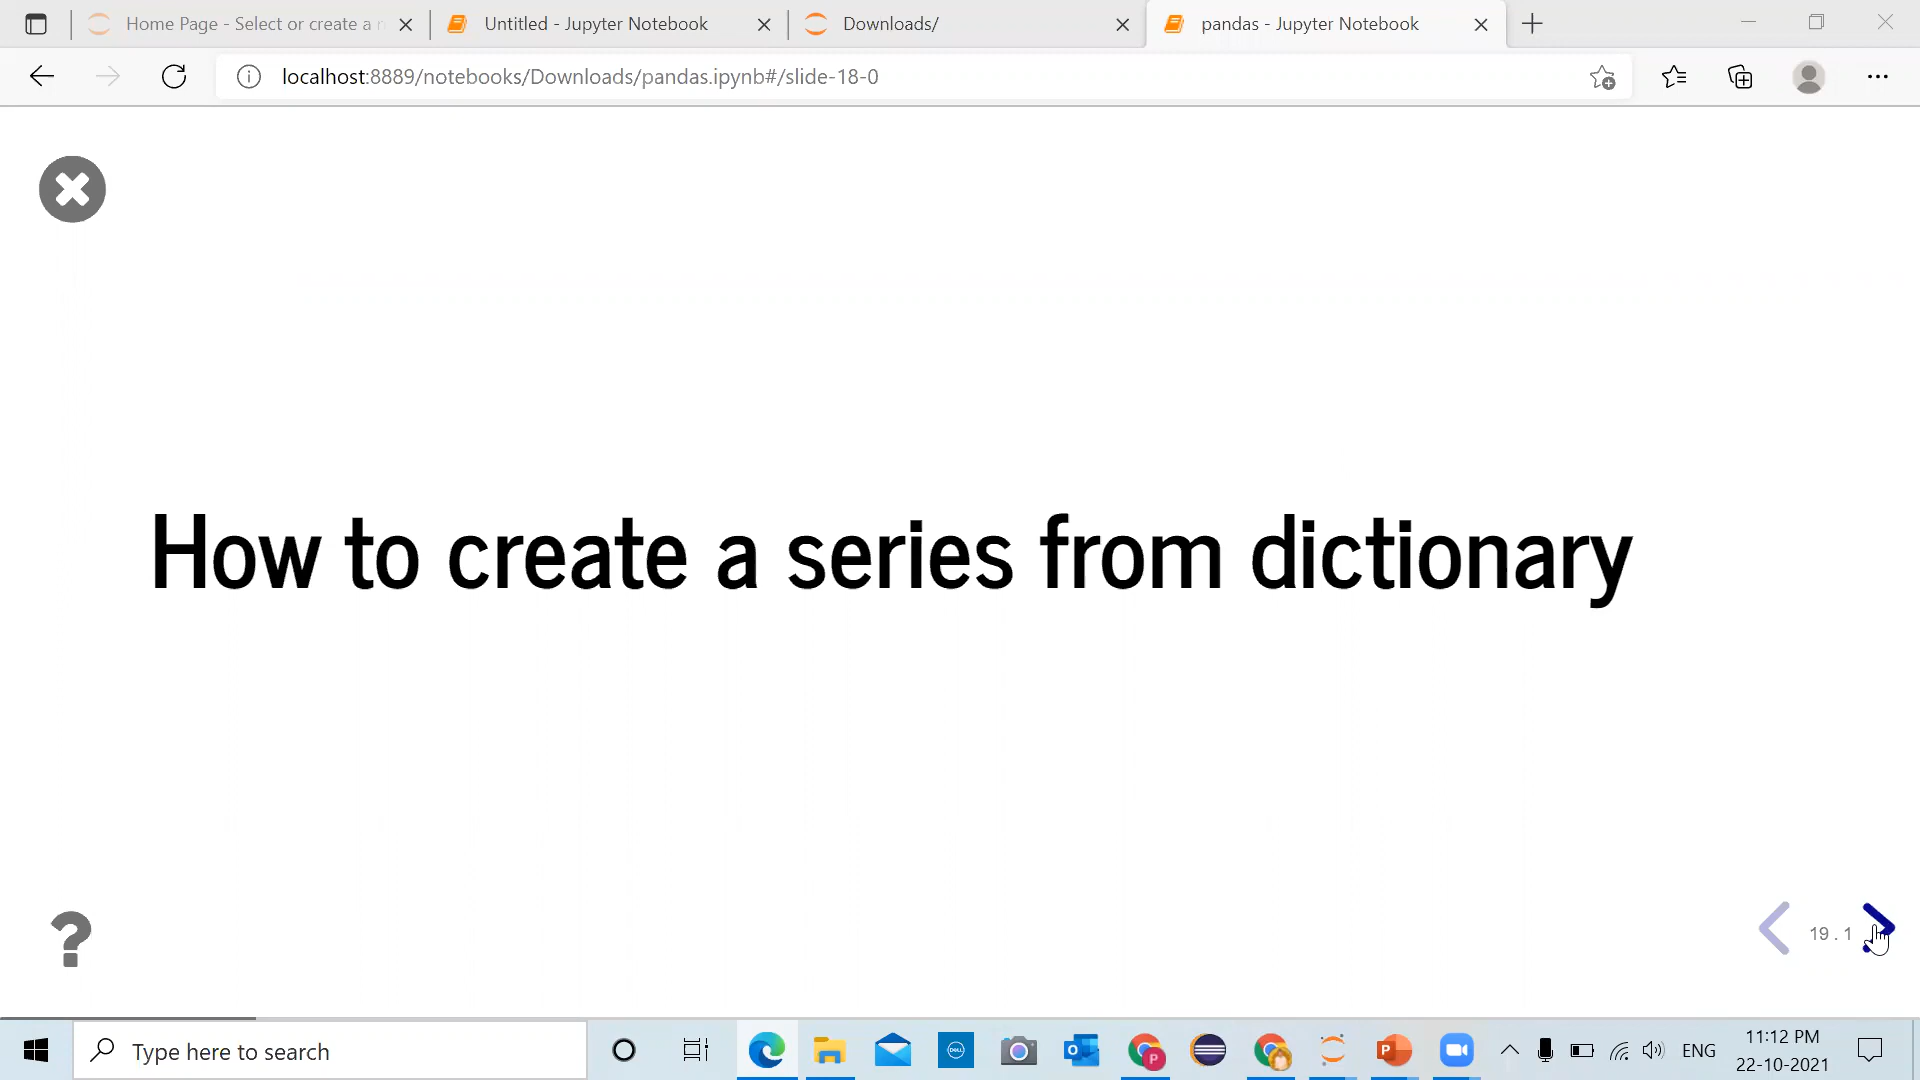 Home Page - Select or create a n
Untitled - Jupyter Notebook
Downloads/
pandas - Jupyter Notebook
localhost:8889/notebooks/Downloads/pandas.ipynb#/slide-18-0
How to create a series from dictionary
?
19 . 1
Type here to search
DELL
P
P
ENG
11:12 PM
22-10-2021